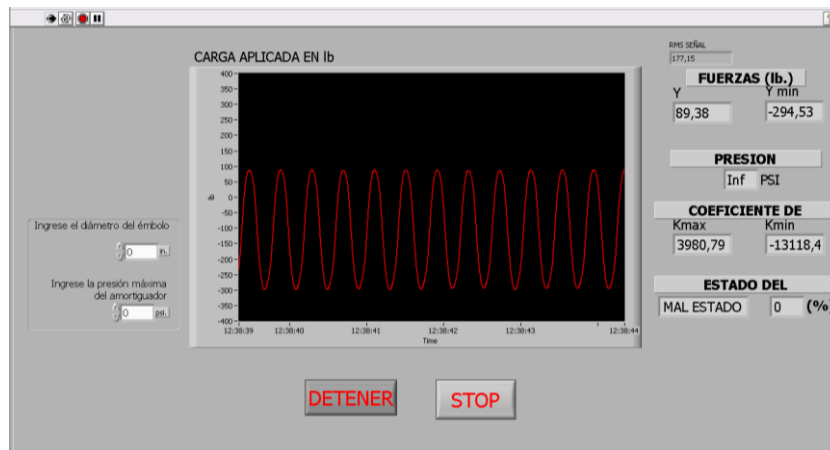 RMS SEÑAL
177,15
CARGA APLICADA EN lb
FUERZAS (lb.)
Y
Y min
89,38
-294,53
400
350
300
250
200
150
100
50
0
-50
-100
-150
-200
-250
-300
-350
-400
lb
12:38:39
12:38:40
12:38:41
12:38:42
12:38:43
12:38:44
Time
PRESION
Inf PSI
COEFICIENTE DE
Kmax
Kmin
3980,79
-13118,4
ESTADO DEL
MAL ESTADO
0 (%)
Ingrese el diámetro del émbolo
0 in.
Ingrese la presión máxima
del amortiguador
0 psi.
DETENER
STOP